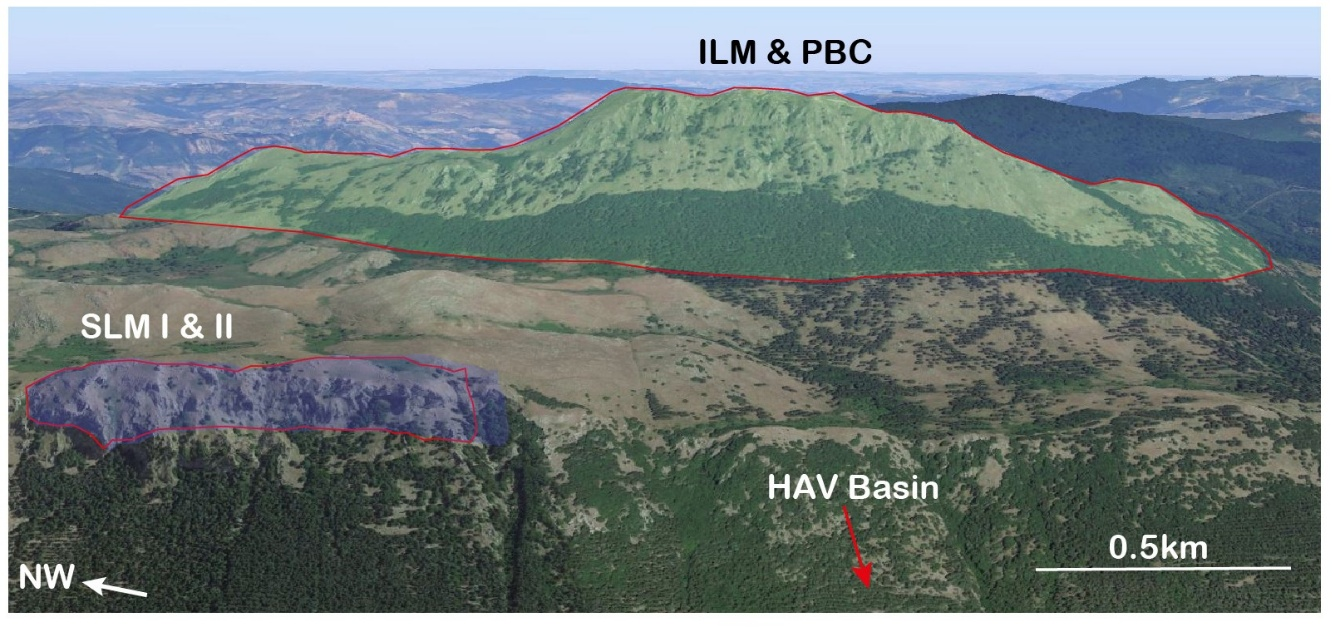 ILM & PBC
SLM I & II
HAV Basin
0.5km
NW